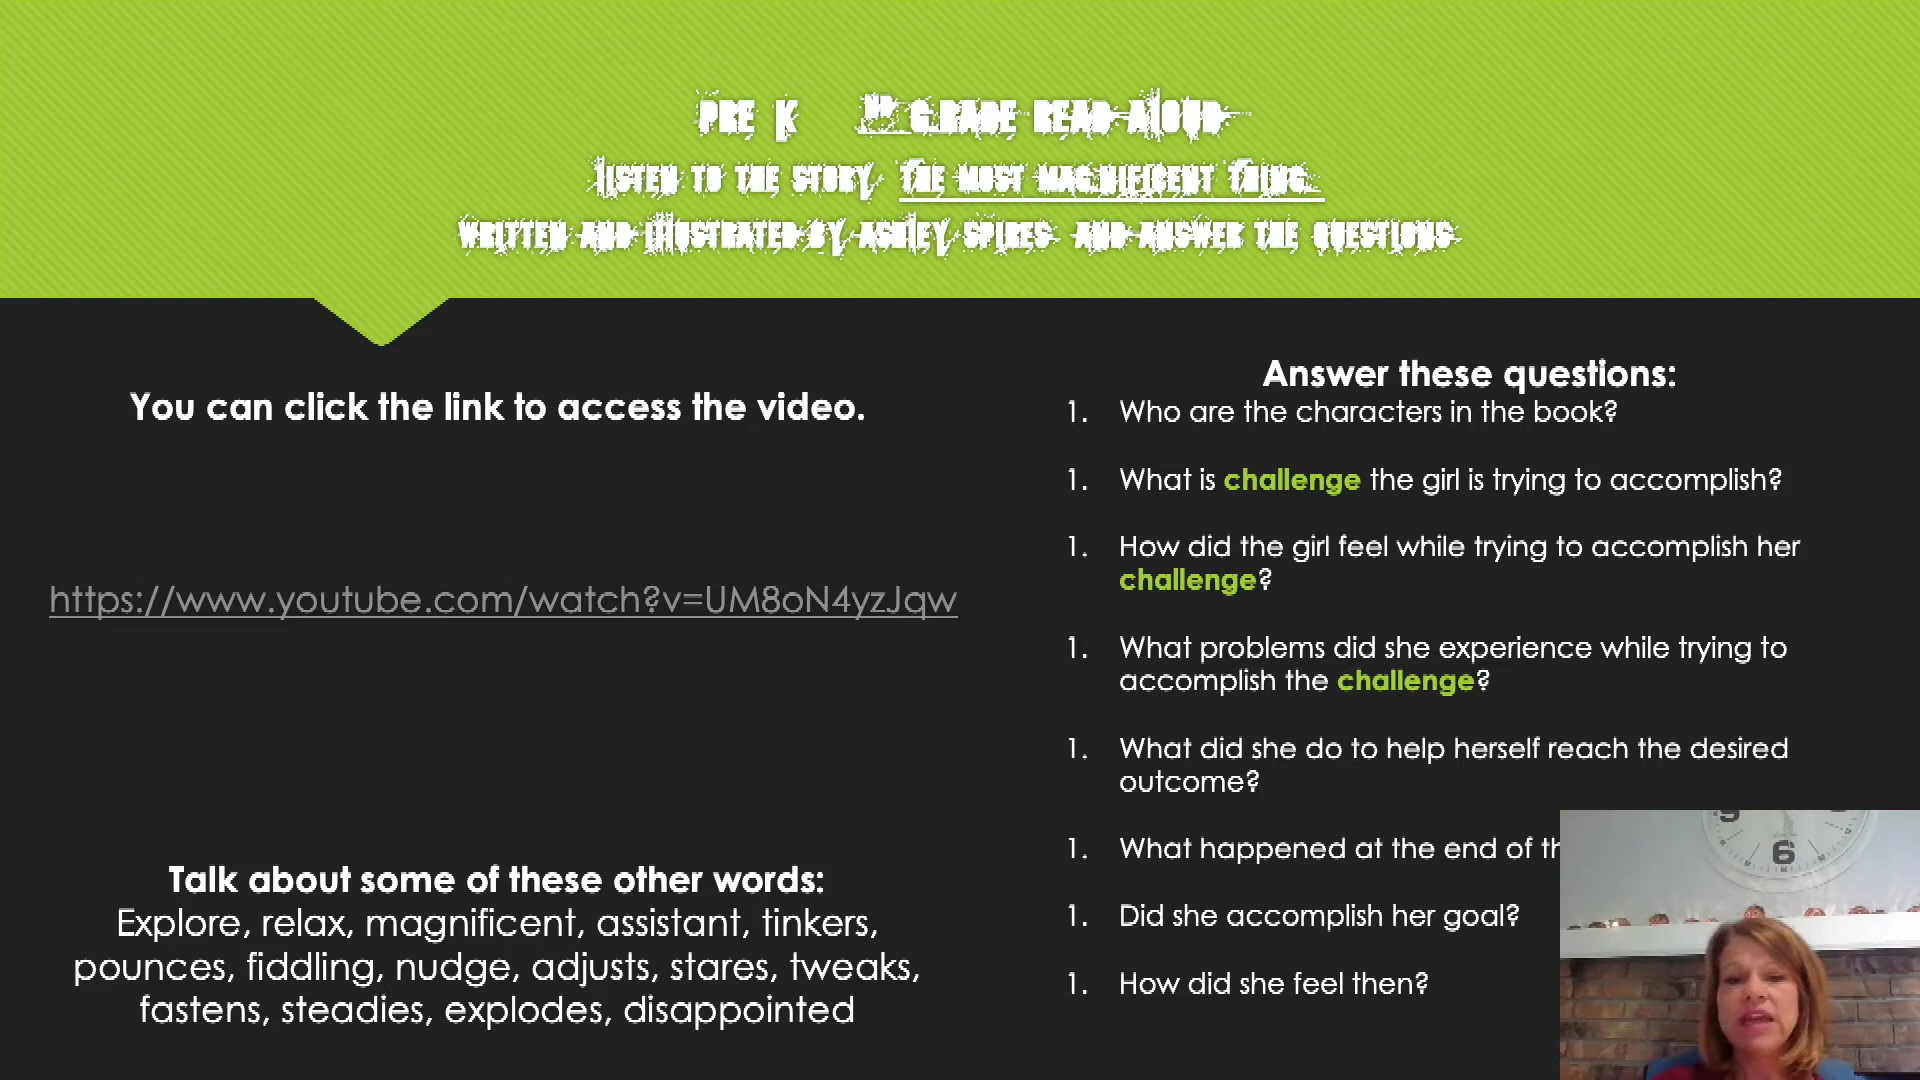 Pre K ND Grade Read Aloud
Listen to the story The Most Magnificent Thing
Written and Illustrated by Ashley Spires and answer the questions
You can click the link to access the video.
https://www.youtube.com/watch?v=UM8oN4yzJqw
Talk about some of these other words:
Explore, relax, magnificent, assistant, tinkers,
pounces, fiddling, nudge, adjusts, stares, tweaks,
fastens, steadies, explodes, disappointed
Answer these questions:
1. Who are the characters in the book?
1. What is challenge the girl is trying to accomplish?
1. How did the girl feel while trying to accomplish her
challenge?
1. What problems did she experience while trying to
accomplish the challenge?
1. What did she do to help herself reach the desired
outcome?
1. What happened at the end of th
1. Did she accomplish her goal?
1. How did she feel then?
9
6